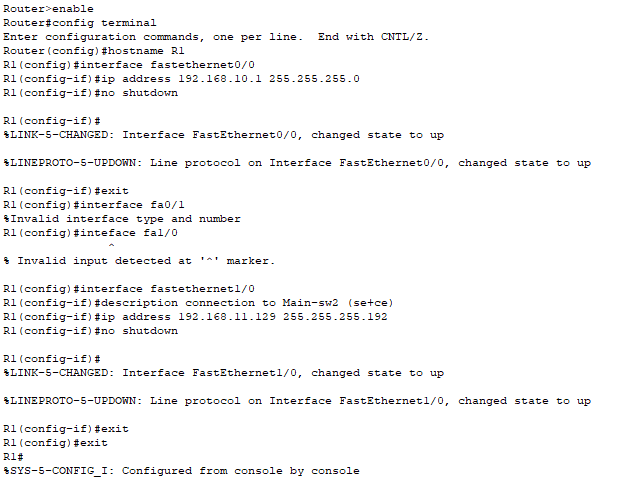 Router>enable
Router#config terminal
Enter configuration commands, one per line.  End with CNTL/Z.
Router(config)#hostname R1
R1(config)#interface fastethernet0/0
R1(config-if)#ip address 192.168.10.1 255.255.255.0
R1(config-if)#no shutdown

R1(config-if)#
%LINK-5-CHANGED: Interface FastEthernet0/0, changed state to up

%LINEPROTO-5-UPDOWN: Line protocol on Interface FastEthernet0/0, changed state to up

R1(config-if)#exit
R1(config)#interface fa0/1
%Invalid interface type and number
R1(config)#inteface fa1/0
               ^
% Invalid input detected at '^' marker.

R1(config)#interface fastethernet1/0
R1(config-if)#description connection to Main-sw2 (se+ce)
R1(config-if)#ip address 192.168.11.129 255.255.255.192
R1(config-if)#no shutdown

R1(config-if)#
%LINK-5-CHANGED: Interface FastEthernet1/0, changed state to up

%LINEPROTO-5-UPDOWN: Line protocol on Interface FastEthernet1/0, changed state to up

R1(config-if)#exit
R1(config)#exit
R1#
%SYS-5-CONFIG_I: Configured from console by console